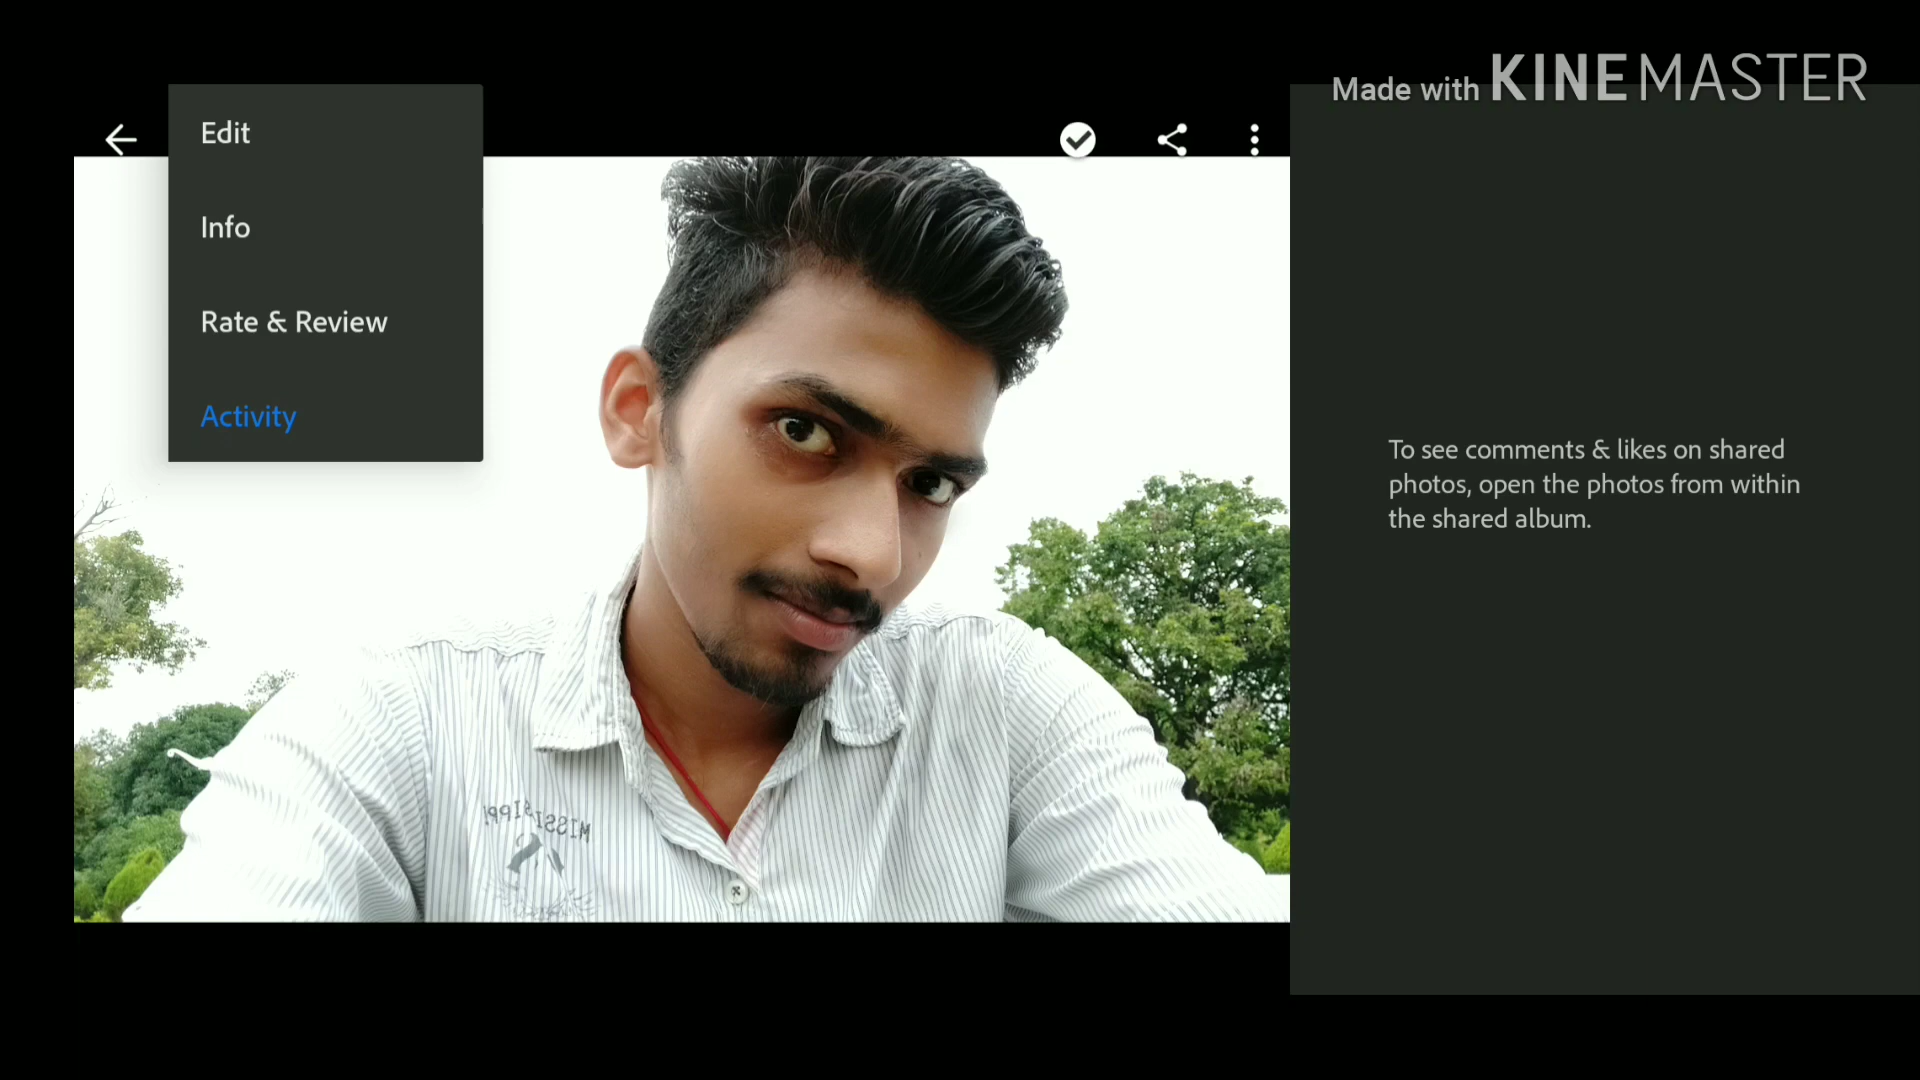 Made with KINEMASTER
Edit
Info
Rate & Review
Activity
To see comments & likes on shared
photos, open the photos from within
the shared album.
MISSISIPPI